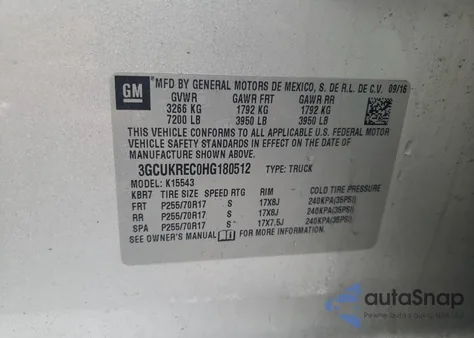 GM MFD BY GENERAL MOTORS DE MEXICO, S. DE R.L. DE C.V. 09/16
GVWR GAWR FRT GAWR RR
3266 KG 1792 KG 1792 KG
7200 LB 3950 LB 3950 LB
THIS VEHICLE CONFORMS TO ALL APPLICABLE U.S. FEDERAL MOTOR
VEHICLE SAFETY STANDARDS IN EFFECT ON THE DATE OF
MANUFACTURE SHOWN ABOVE.
3GCUKREC0HG180512 TYPE: TRUCK
MODEL: K15543
KBR7 TIRE SIZE SPEED RTG RIM COLD TIRE PRESSURE
FRT P255/70R17 S 17X8J 240KPA(35PSI)
RR P255/70R17 S 17X8J 240KPA(35PSI)
SPA P255/70R17 S 17X7.5J 240KPA(35PSI)
SEE OWNER'S MANUAL FOR MORE INFORMATION.
autoSnap